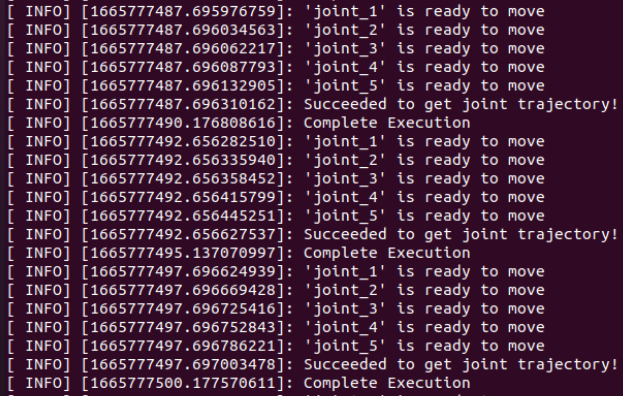 [ INFO] [1665777487.695976759]: 'joint_1' is ready to move
[ INFO] [1665777487.696034563]: 'joint_2' is ready to move
[ INFO] [1665777487.696062217]: 'joint_3' is ready to move
[ INFO] [1665777487.696087793]: 'joint_4' is ready to move
[ INFO] [1665777487.696132905]: 'joint_5' is ready to move
[ INFO] [1665777487.696310162]: Succeeded to get joint trajectory!
[ INFO] [1665777490.176808616]: Complete Execution
[ INFO] [1665777492.656282510]: 'joint_1' is ready to move
[ INFO] [1665777492.656335940]: 'joint_2' is ready to move
[ INFO] [1665777492.656358452]: 'joint_3' is ready to move
[ INFO] [1665777492.656415799]: 'joint_4' is ready to move
[ INFO] [1665777492.656445251]: 'joint_5' is ready to move
[ INFO] [1665777492.656627537]: Succeeded to get joint trajectory!
[ INFO] [1665777495.137070997]: Complete Execution
[ INFO] [1665777497.696624939]: 'joint_1' is ready to move
[ INFO] [1665777497.696669428]: 'joint_2' is ready to move
[ INFO] [1665777497.696725416]: 'joint_3' is ready to move
[ INFO] [1665777497.696752843]: 'joint_4' is ready to move
[ INFO] [1665777497.696786221]: 'joint_5' is ready to move
[ INFO] [1665777497.697003478]: Succeeded to get joint trajectory!
[ INFO] [1665777500.177570611]: Complete Execution